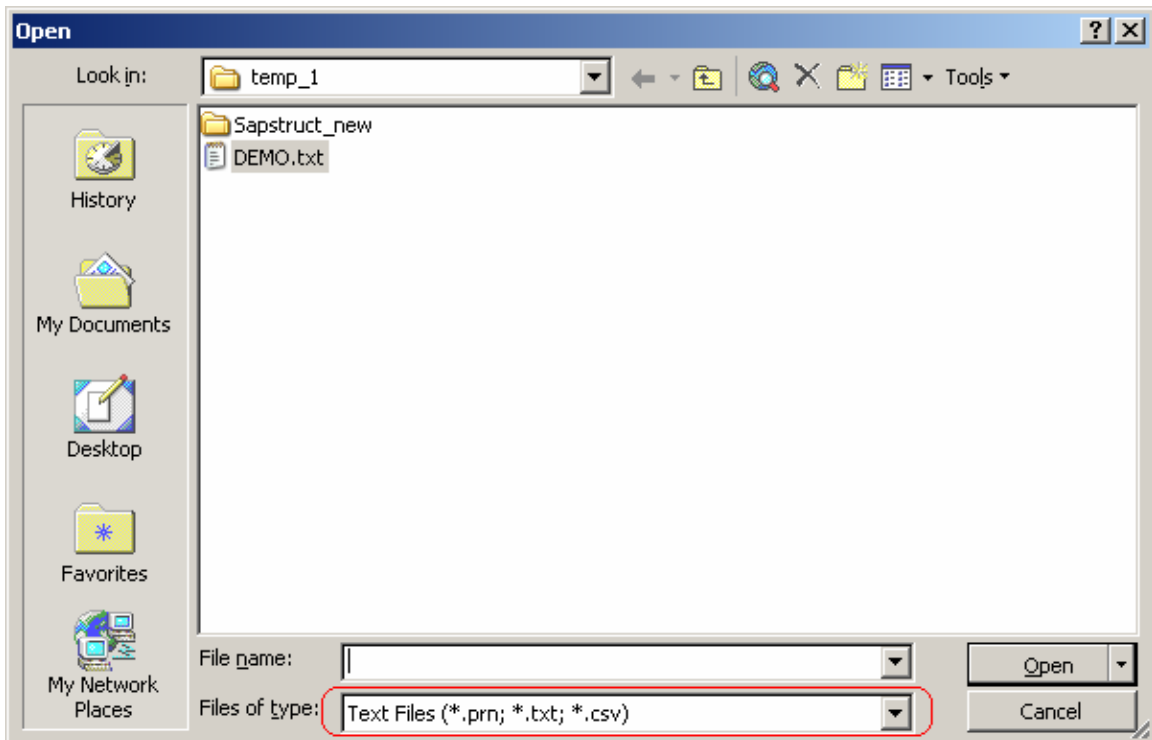 Open
Look in:
temp_1
Tools
Sapstruct_new
DEMO.txt
History
My Documents
Desktop
Favorites
My Network
Places
File name:
Open
Files of type:
Text Files (*.prn; *.txt; *.csv)
Cancel